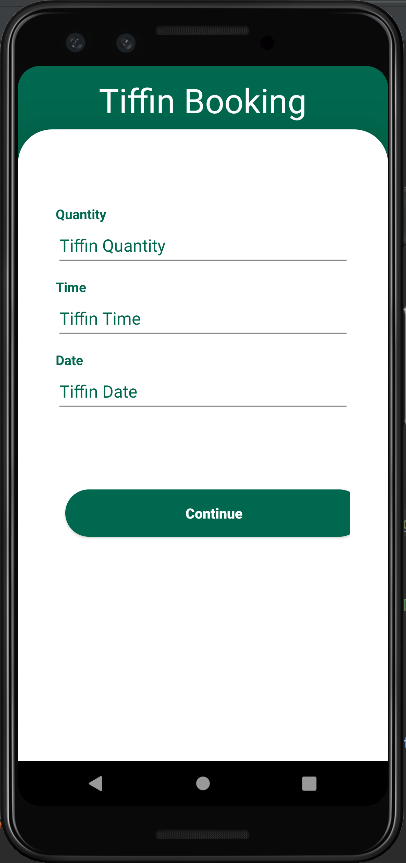 Tiffin Booking
Quantity
Tiffin Quantity
Time
Tiffin Time
Date
Tiffin Date
Continue